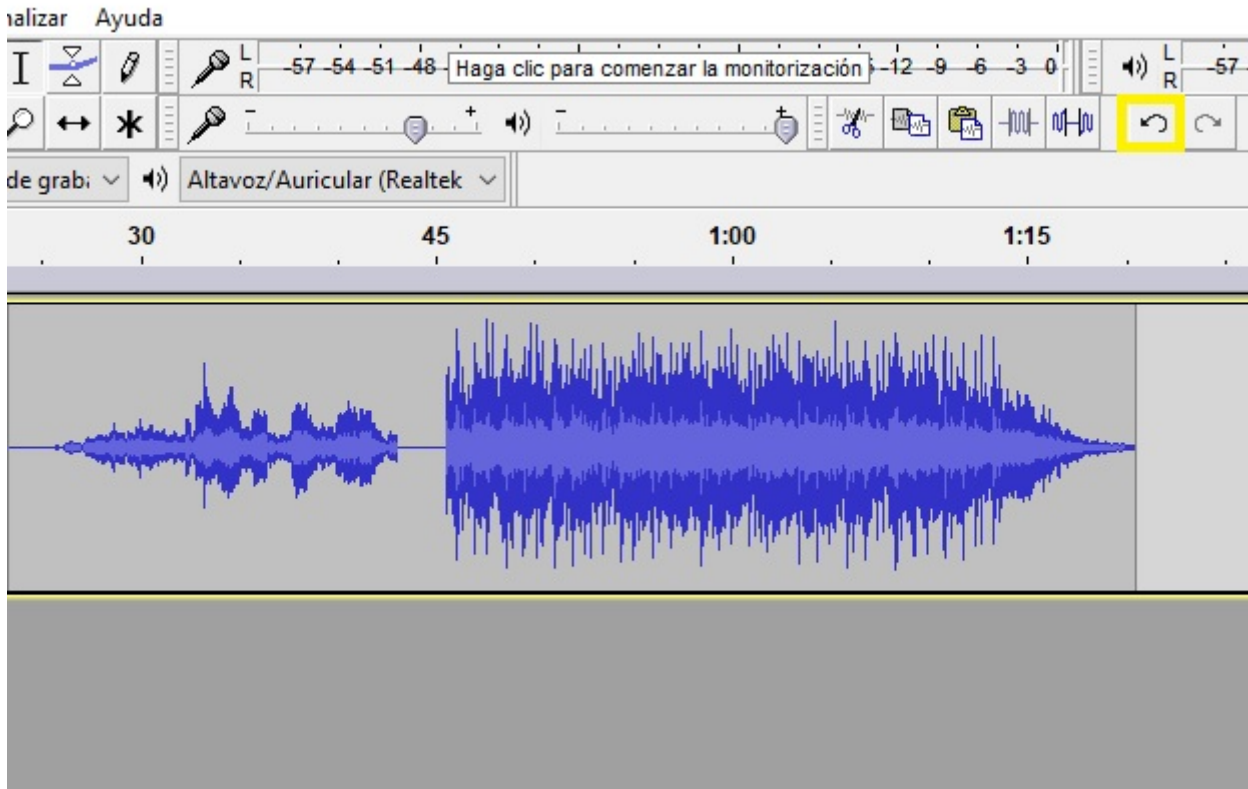 nalizar Ayuda
L -57 -54 -51 -48 Haga clic para comenzar la monitorización -12 -9 -6 -3 0 L -57
R R
de graba Altavoz/Auricular (Realtek
30 45 1:00 1:15